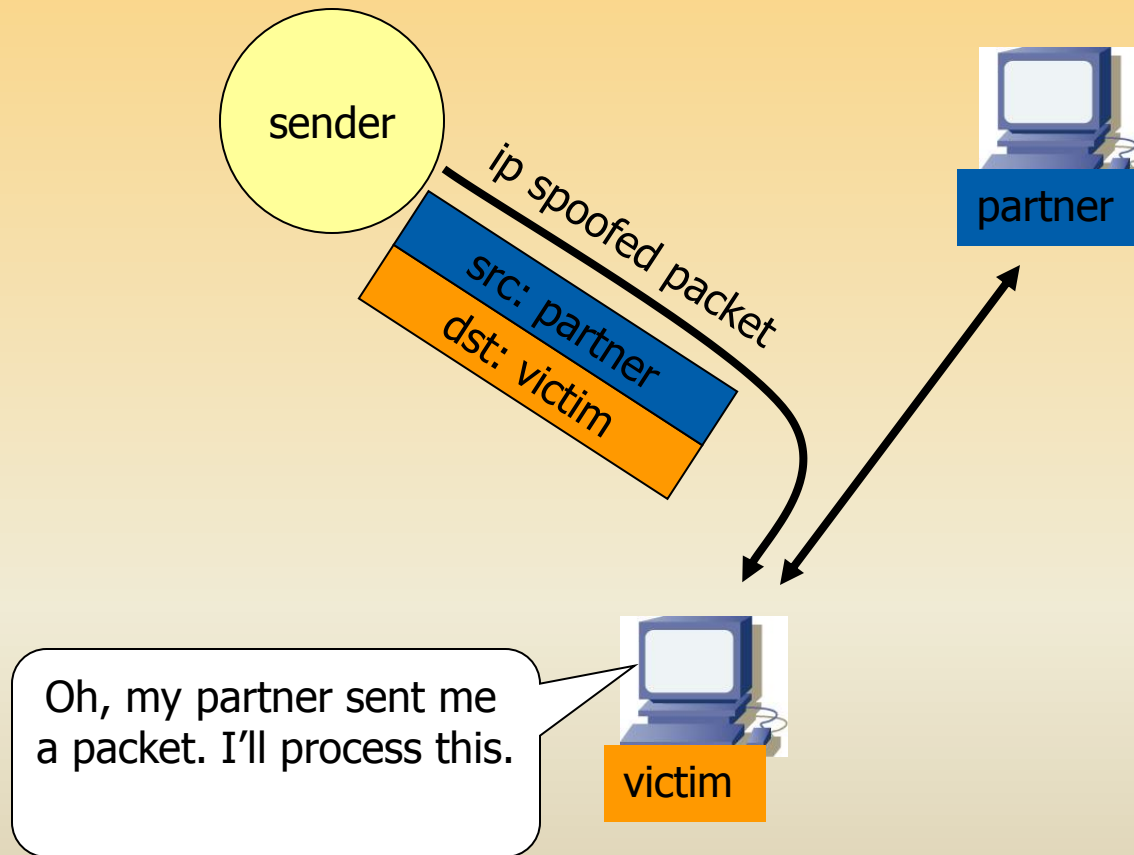 sender
ip spoofed packet
partner
src: partner
dst: victim
Oh, my partner sent me
a packet. I’ll process this.
victim